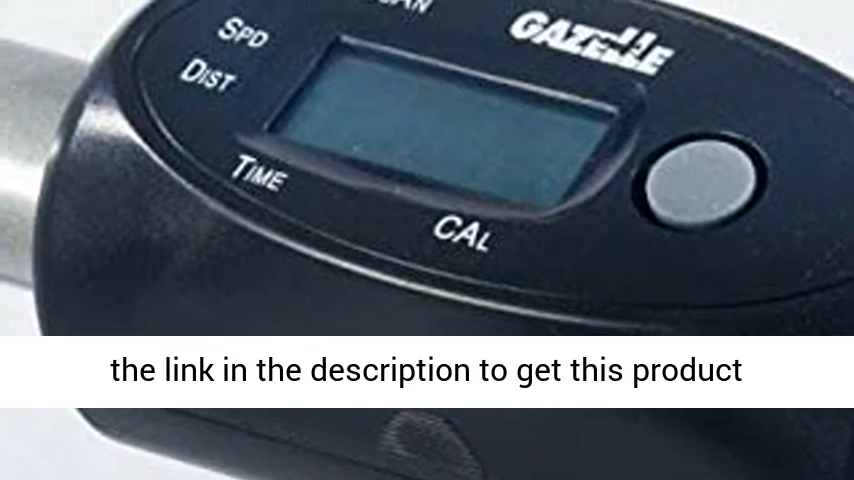 GAZELLE
SPD
DIST
TIME
CAL
the link in the description to get this product